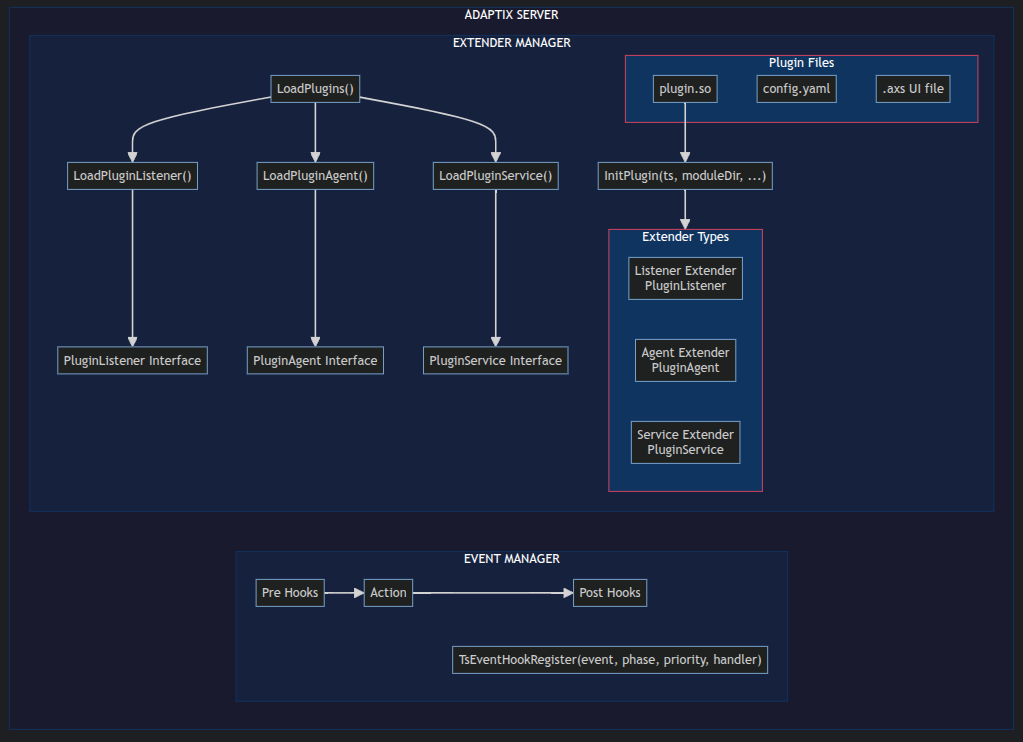 ADAPTIX SERVER
EXTENDER MANAGER
Plugin Files
LoadPlugins()
plugin.so
config.yaml
.axs UI file
LoadPluginListener()
LoadPluginAgent()
LoadPluginService()
InitPlugin(ts, moduleDir, ...)
Extender Types
Listener Extender
PluginListener
PluginListener Interface
PluginAgent Interface
PluginService Interface
Agent Extender
PluginAgent
Service Extender
PluginService
EVENT MANAGER
Pre Hooks
Action
Post Hooks
TsEventHookRegister(event, phase, priority, handler)